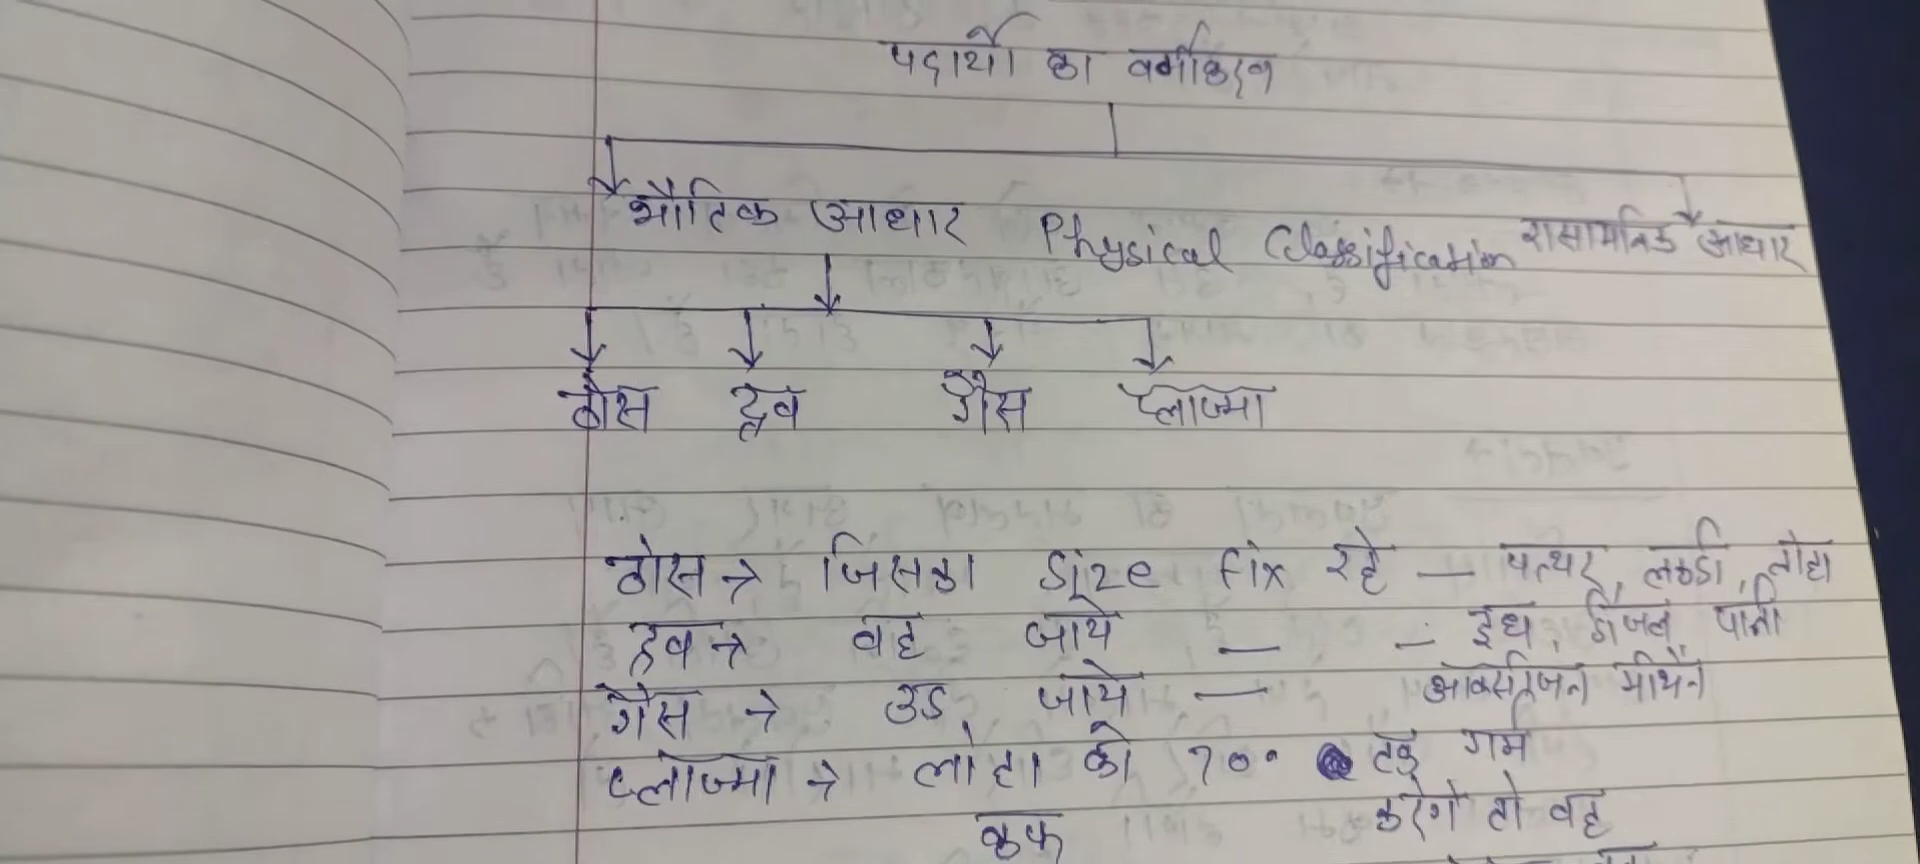 पदार्थो का वर्गीकरण
भौतिक आधार Physical Classification रासायनिक आधार
ठोस द्रव गैस प्लाज्मा
ठोस → जिसका size fix रहे — पत्थर, लकडी, लोहा
द्रव → वह जाये — — दूध, डीजल, पानी
गैस → उड जाये — आक्सीजन मीथेन
प्लाज्मा → लोहा को 70° तक गर्म
करेगे तो वह